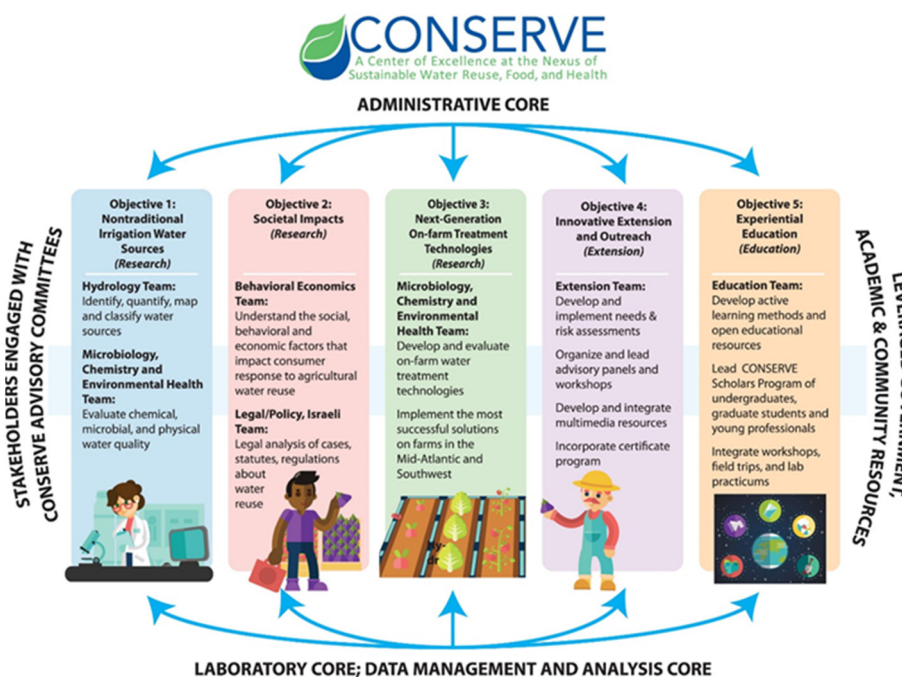 CONSERVE
A Center of Excellence at the Nexus of
Sustainable Water Reuse, Food, and Health
ADMINISTRATIVE CORE
STAKEHOLDERS ENGAGED WITH
CONSERVE ADVISORY COMMITTEES
Objective 1:
Nontraditional
Irrigation Water
Sources
(Research)
Hydrology Team:
Identify, quantify, map
and classify water
sources
Microbiology,
Chemistry and
Environmental Health
Team:
Evaluate chemical,
microbial, and physical
water quality
Objective 2:
Societal Impacts
(Research)
Behavioral Economics
Team:
Understand the social,
behavioral and
economic factors that
impact consumer
response to agricultural
water reuse
Legal/Policy, Israeli
Team:
Legal analysis of cases,
statutes, regulations
about
water
reuse
Objective 3:
Next-Generation
On-farm Treatment
Technologies
(Research)
Microbiology,
Chemistry and
Environmental
Health Team:
Develop and evaluate
on-farm water
treatment
technologies
Implement the most
successful solutions
on farms in the
Mid-Atlantic and
Southwest
Objective 4:
Innovative Extension
and Outreach
(Extension)
Extension Team:
Develop and
implement needs &
risk assessments
Organize and lead
advisory panels and
workshops
Develop and integrate
multimedia resources
Incorporate certificate
program
Objective 5:
Experiential
Education
(Education)
Education Team:
Develop active
learning methods and
open educational
resources
Lead CONSERVE
Scholars Program of
undergraduates,
graduate students and
young professionals
Integrate workshops,
field trips, and lab
practicums
ACADEMIC & COMMUNITY RESOURCES
LABORATORY CORE; DATA MANAGEMENT AND ANALYSIS CORE